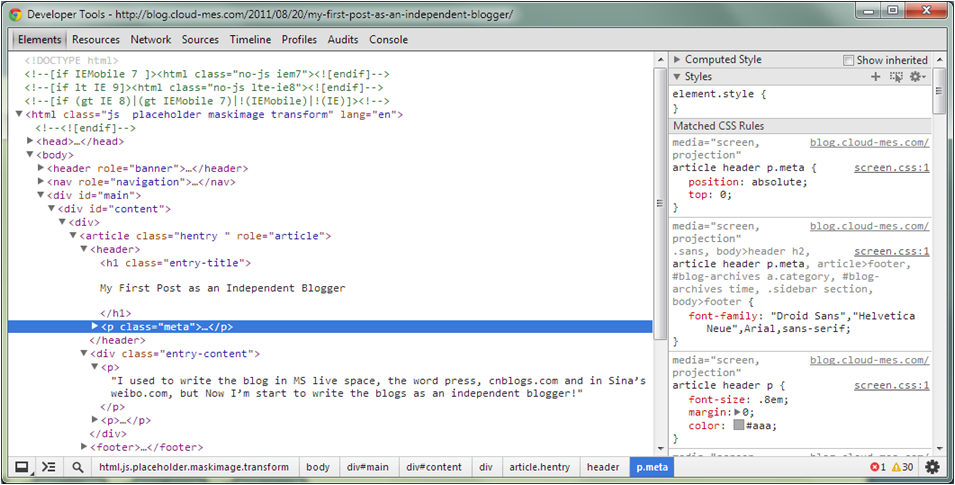 Developer Tools - http://blog.cloud-mes.com/2011/08/20/my-first-post-as-an-independent-blogger/
Elements Resources Network Sources Timeline Profiles Audits Console
<!DOCTYPE html>
<!--[if IEMobile 7 ]><html class="no-js iem7"><![endif]-->
<!--[if lt IE 9]><html class="no-js lte-ie8"><![endif]-->
<!--[if (gt IE 8)|(gt IEMobile 7)|!(IEMobile)|!(IE)]><!-->
▼<html class="js  placeholder maskimage transform" lang="en">
<!--<![endif]-->
▶<head>…</head>
▼<body>
▶<header role="banner">…</header>
▶<nav role="navigation">…</nav>
▼<div id="main">
▼<div id="content">
▼<div>
▼<article class="hentry " role="article">
▼<header>
<h1 class="entry-title">
My First Post as an Independent Blogger
</h1>
▶<p class="meta">…</p>
</header>
▼<div class="entry-content">
▼<p>
"I used to write the blog in MS live space, the word press, cnblogs.com and in Sina’s
weibo.com, but Now I’m start to write the blogs as an independent blogger!"
</p>
▶<p>…</p>
</div>
▶<footer>…</footer>
▶ Computed Style Show inherited
▼ Styles
element.style {
}
Matched CSS Rules
media="screen, blog.cloud-mes.com/
projection"
article header p.meta { screen.css:1
position: absolute;
top: 0;
}
media="screen, blog.cloud-mes.com/
projection"
.sans, body>header h2, screen.css:1
article header p.meta, article>footer,
#blog-archives a.category, #blog-
archives time, .sidebar section,
body>footer {
font-family: "Droid Sans","Helvetica
Neue",Arial,sans-serif;
}
media="screen, blog.cloud-mes.com/
projection"
article header p { screen.css:1
font-size: .8em;
margin:▶0;
color: #aaa;
}
html.js.placeholder.maskimage.transform body div#main div#content div article.hentry header p.meta 1 30